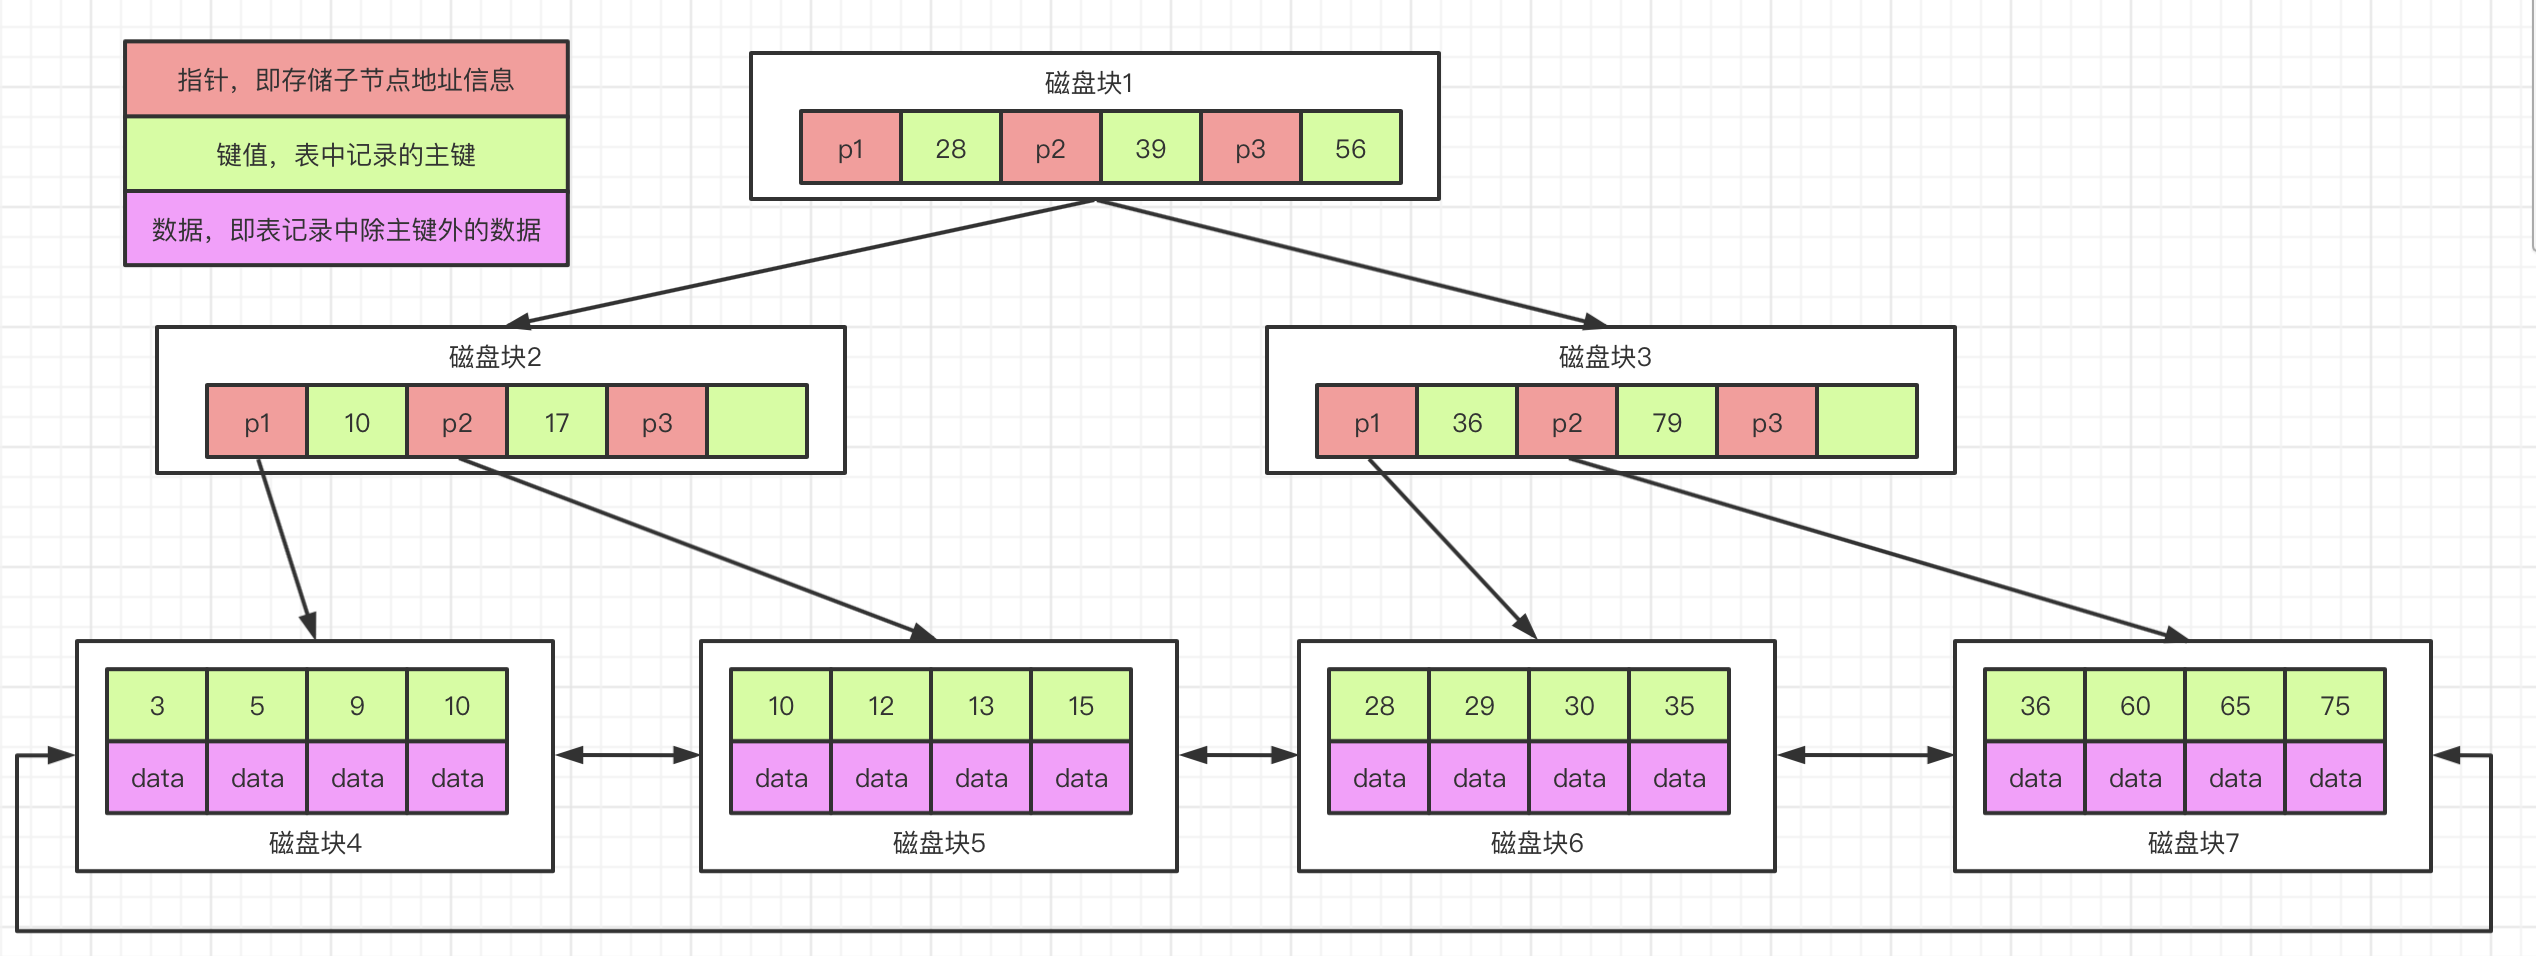 指针，即存储子节点地址信息
键值，表中记录的主键
数据，即表记录中除主键外的数据
磁盘块1
p1 28 p2 39 p3 56
磁盘块2
p1 10 p2 17 p3
磁盘块3
p1 36 p2 79 p3
3 5 9 10
data data data data
磁盘块4
10 12 13 15
data data data data
磁盘块5
28 29 30 35
data data data data
磁盘块6
36 60 65 75
data data data data
磁盘块7